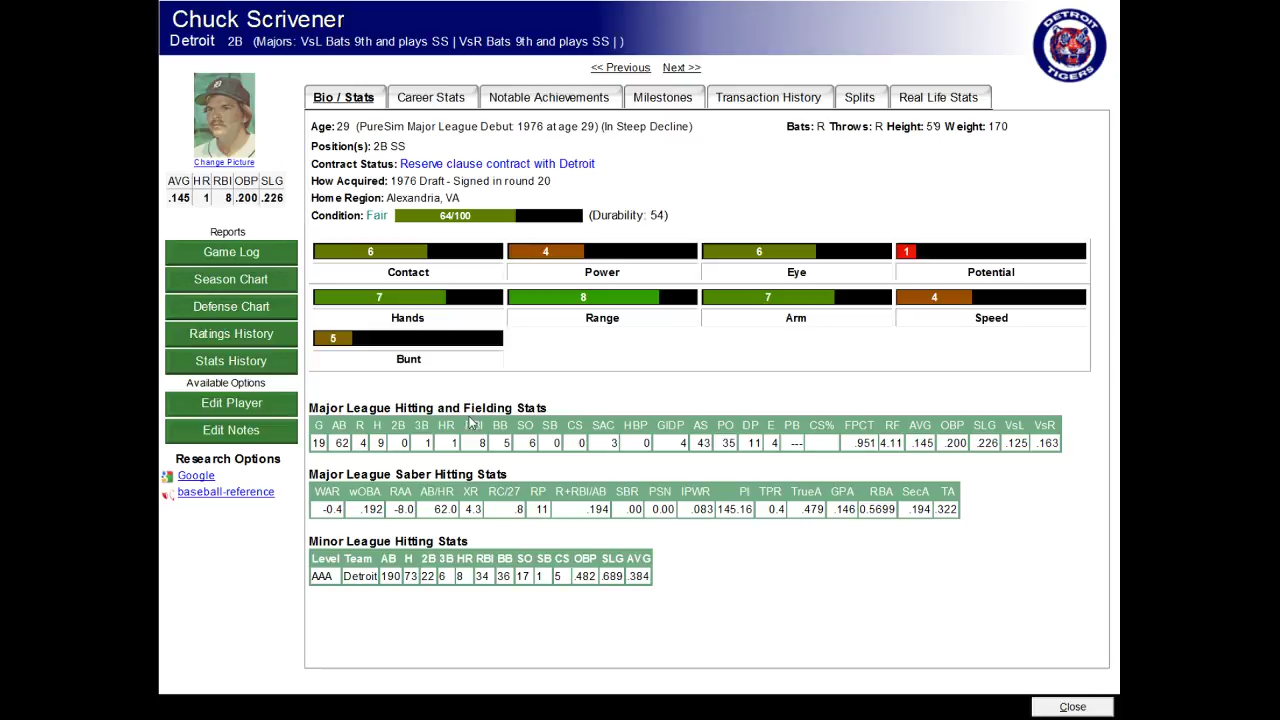 Chuck Scrivener
Detroit 2B (Majors: VsL Bats 9th and plays SS | VsR Bats 9th and plays SS | )
DETROIT
TIGERS
<< Previous Next >>
Bio / Stats Career Stats Notable Achievements Milestones Transaction History Splits Real Life Stats
Age: 29 (PureSim Major League Debut: 1976 at age 29) (In Steep Decline) Bats: R Throws: R Height: 5'9 Weight: 170
Position(s): 2B SS
Contract Status: Reserve clause contract with Detroit
How Acquired: 1976 Draft - Signed in round 20
Home Region: Alexandria, VA
Condition: Fair 64/100 (Durability: 54)
Change Picture
AVG HR RBI OBP SLG
.145 1 8 .200 .226
Reports
Game Log
Season Chart
Defense Chart
Ratings History
Stats History
Available Options
Edit Player
Edit Notes
Research Options
Google
baseball-reference
6 4 6 1
Contact Power Eye Potential
7 8 7 4
Hands Range Arm Speed
5
Bunt
Major League Hitting and Fielding Stats
G AB R H 2B 3B HR BB SO SB CS SAC HBP GIDP AS PO DP E PB CS% FPCT RF AVG OBP SLG VsL VsR
19 62 4 9 0 1 1 8 5 6 0 0 3 0 4 43 35 11 4 --- .951 4.11 .145 .200 .226 .125 .163
Major League Saber Hitting Stats
WAR wOBA RAA AB/HR XR RC/27 RP R+RBI/AB SBR PSN IPWR PI TPR TrueA GPA RBA SecA TA
-0.4 .192 -8.0 62.0 4.3 .8 11 .194 .00 0.00 .083 145.16 0.4 .479 .146 0.5699 .194 .322
Minor League Hitting Stats
Level Team AB H 2B 3B HR RBI BB SO SB CS OBP SLG AVG
AAA Detroit 190 73 22 6 8 34 36 17 1 5 .482 .689 .384
Close